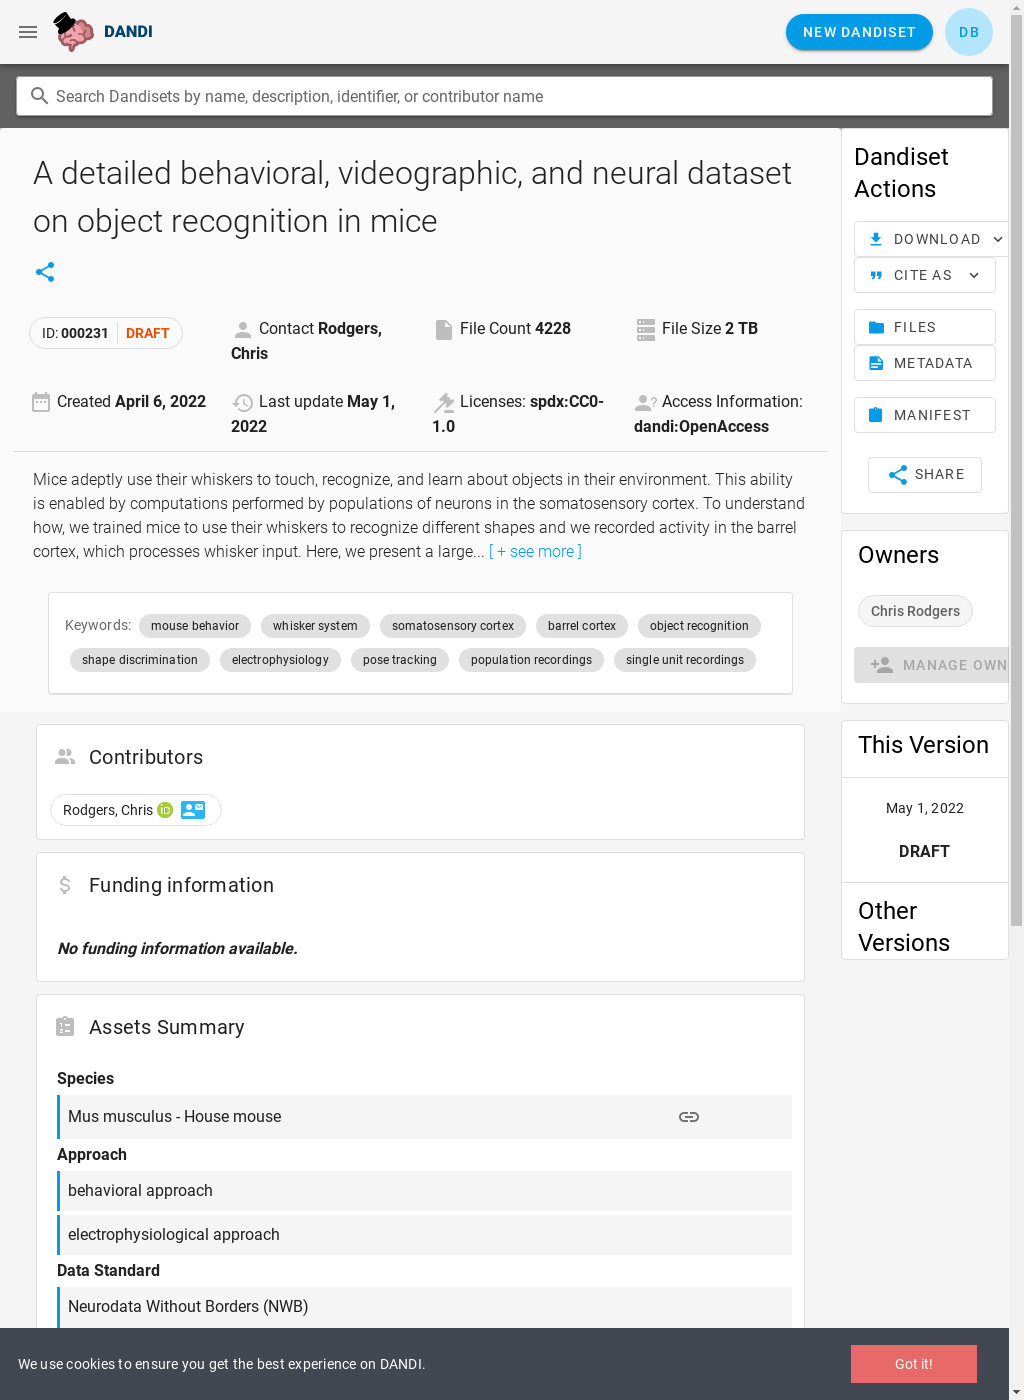 DANDI
NEW DANDISET
DB
Search Dandisets by name, description, identifier, or contributor name
A detailed behavioral, videographic, and neural dataset
on object recognition in mice
ID: 000231 DRAFT
Contact Rodgers,
Chris
File Count 4228
File Size 2 TB
Created April 6, 2022
Last update May 1,
2022
Licenses: spdx:CC0-
1.0
Access Information:
dandi:OpenAccess
Mice adeptly use their whiskers to touch, recognize, and learn about objects in their environment. This ability
is enabled by computations performed by populations of neurons in the somatosensory cortex. To understand
how, we trained mice to use their whiskers to recognize different shapes and we recorded activity in the barrel
cortex, which processes whisker input. Here, we present a large... [ + see more ]
Keywords: mouse behavior whisker system somatosensory cortex barrel cortex object recognition
shape discrimination electrophysiology pose tracking population recordings single unit recordings
Contributors
Rodgers, Chris iD
Funding information
No funding information available.
Assets Summary
Species
Mus musculus - House mouse
Approach
behavioral approach
electrophysiological approach
Data Standard
Neurodata Without Borders (NWB)
Dandiset
Actions
DOWNLOAD
CITE AS
FILES
METADATA
MANIFEST
SHARE
Owners
Chris Rodgers
MANAGE OWN
This Version
May 1, 2022
DRAFT
Other
Versions
We use cookies to ensure you get the best experience on DANDI.
Got it!